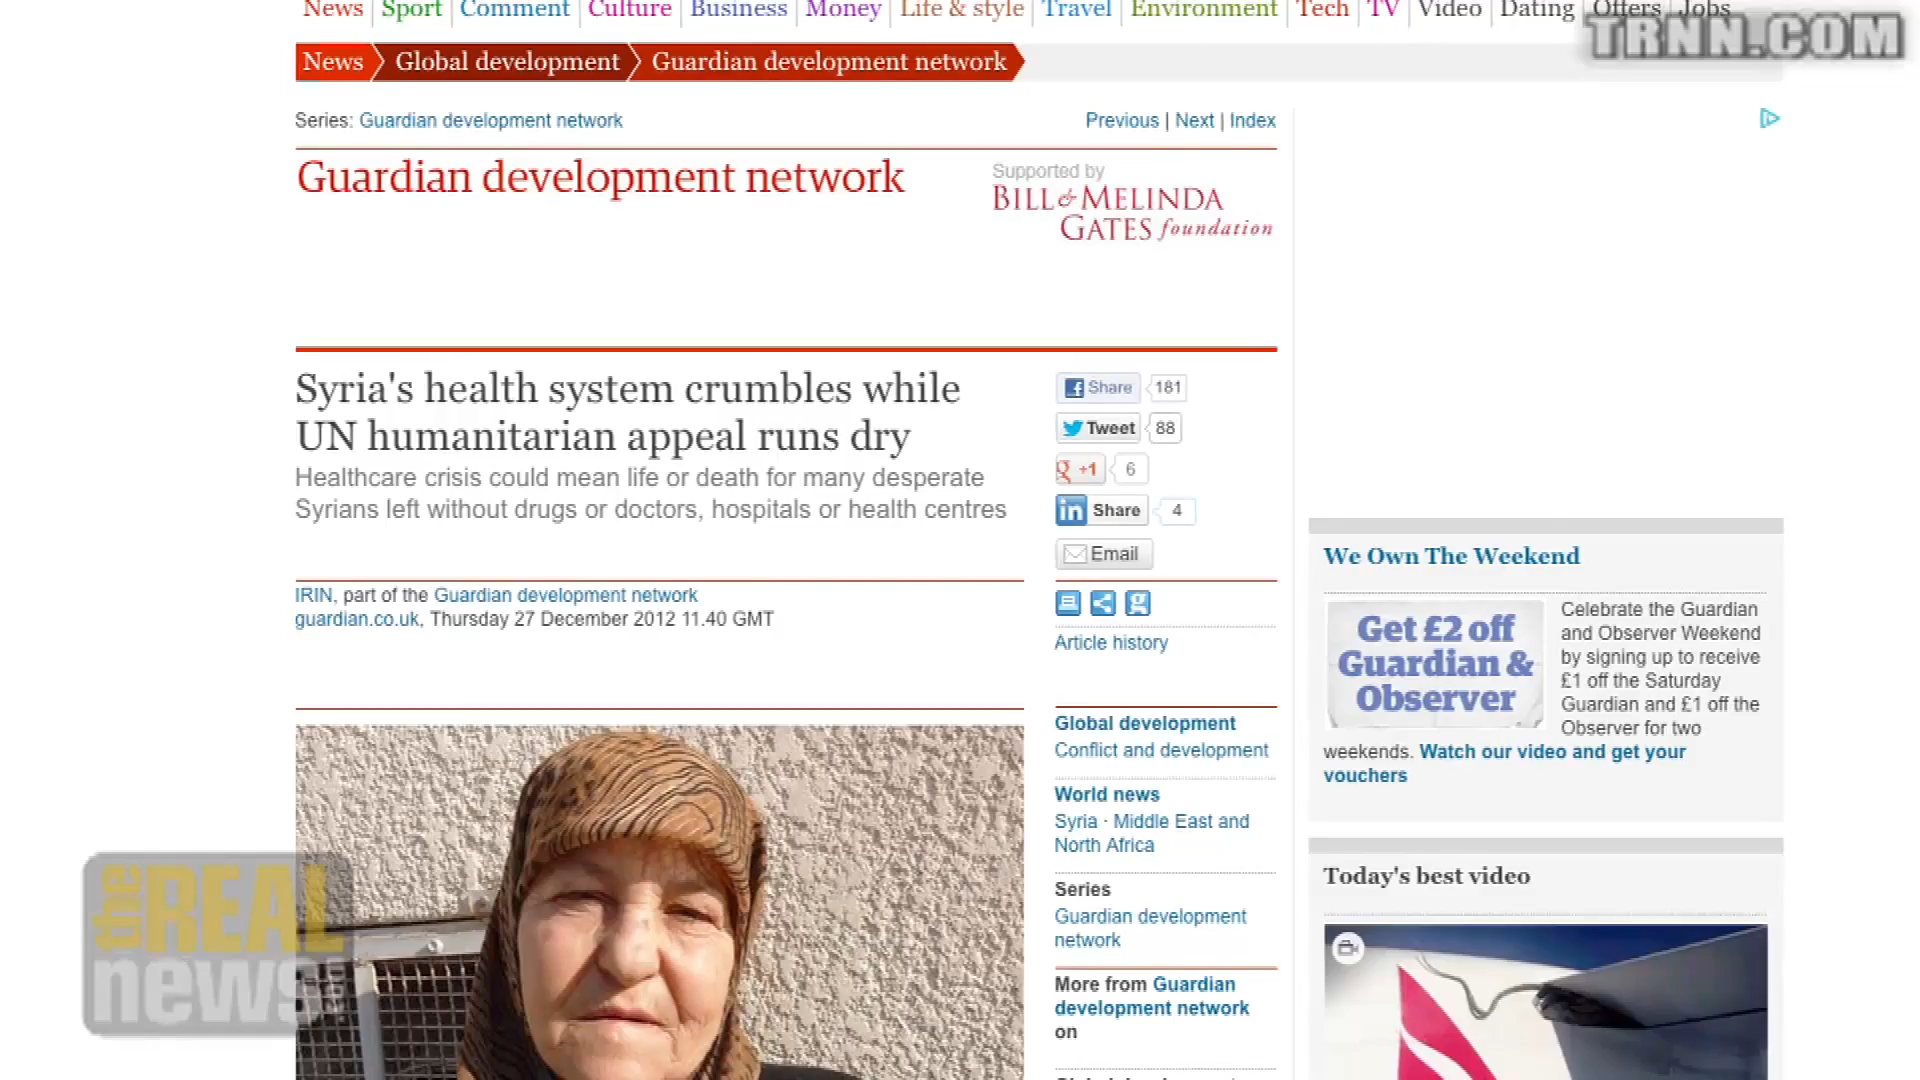 News Sport Comment Culture Business Money Life & style Travel Environment Tech TV Video Dating Offers Jobs
TRNN.COM
News Global development Guardian development network
Series: Guardian development network
Previous | Next | Index
Guardian development network
Supported by
BILL & MELINDA
GATES foundation
Syria's health system crumbles while
UN humanitarian appeal runs dry
Healthcare crisis could mean life or death for many desperate
Syrians left without drugs or doctors, hospitals or health centres
Share 181
Tweet 88
+1 6
in Share 4
Email
IRIN, part of the Guardian development network
guardian.co.uk, Thursday 27 December 2012 11.40 GMT
Article history
Global development
Conflict and development
World news
Syria · Middle East and
North Africa
Series
Guardian development
network
More from Guardian
development network
on
We Own The Weekend
Get £2 off
Guardian &
Observer
Celebrate the Guardian
and Observer Weekend
by signing up to receive
£1 off the Saturday
Guardian and £1 off the
Observer for two
weekends. Watch our video and get your
vouchers
Today's best video
the REAL
news